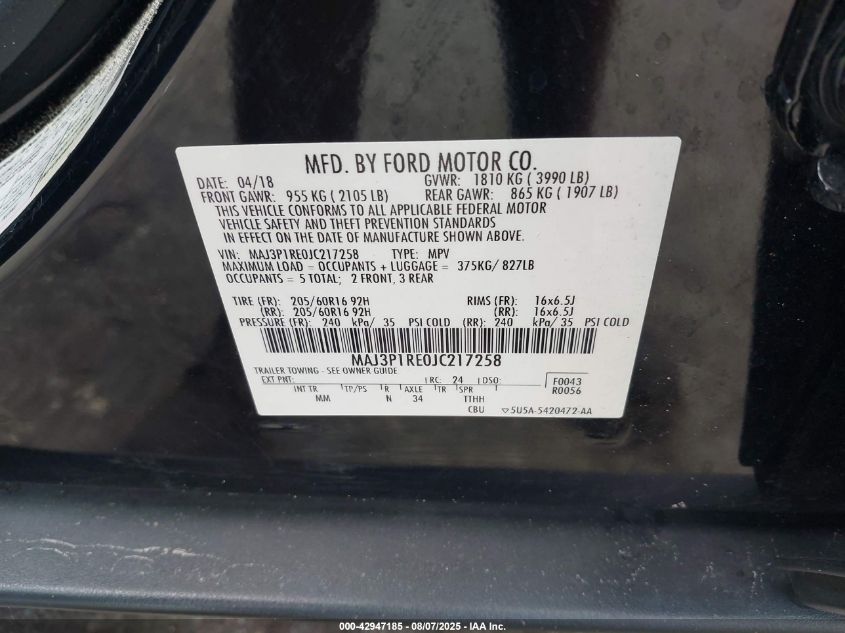 MFD. BY FORD MOTOR CO.
DATE: 04/18 GVWR: 1810 KG ( 3990 LB)
FRONT GAWR: 955 KG ( 2105 LB) REAR GAWR: 865 KG ( 1907 LB)
THIS VEHICLE CONFORMS TO ALL APPLICABLE FEDERAL MOTOR
VEHICLE SAFETY AND THEFT PREVENTION STANDARDS
IN EFFECT ON THE DATE OF MANUFACTURE SHOWN ABOVE.
VIN: MAJ3P1RE0JC217258 TYPE: MPV
MAXIMUM LOAD = OCCUPANTS + LUGGAGE = 375KG/ 827LB
OCCUPANTS = 5 TOTAL; 2 FRONT, 3 REAR
TIRE (FR): 205/60R16 92H RIMS (FR): 16x6.5J
(RR): 205/60R16 92H (RR): 16x6.5J
PRESSURE (FR): 240 kPa/ 35 PSI COLD (RR): 240 kPa/ 35 PSI COLD
MAJ3P1RE0JC217258
TRAILER TOWING - SEE OWNER GUIDE
EXT PNT: RC: 24 DSO: F0043
INT TR TP/PS R AXLE TR SPR R0056
MM N 34 TTHH
CBU 5U5A-5420472-AA
000-42947185 - 08/07/2025 - IAA Inc.